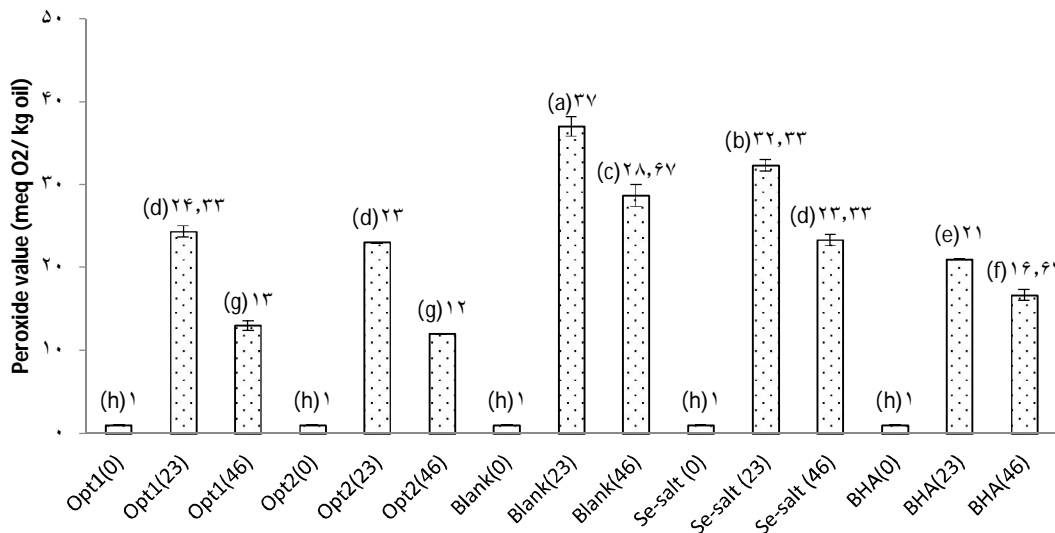 Peroxide value (meq O2/ kg oil)
۵۰
۴۰
۳۰
۲۰
۱۰
۰
(h)۱
(d)۲۴,۳۳
(g)۱۳
(h)۱
(d)۲۳
(g)۱۲
(h)۱
(a)۳۷
(c)۲۸,۶۷
(h)۱
(b)۳۲,۳۳
(d)۲۳,۳۳
(h)۱
(e)۲۱
Opt1(0)
Opt1(23)
Opt1(46)
Opt2(0)
Opt2(23)
Opt2(46)
Blank(0)
Blank(23)
Blank(46)
Se-salt (0)
Se-salt (23)
Se-salt (46)
BHA(0)
BHA(23)
BHA(46)